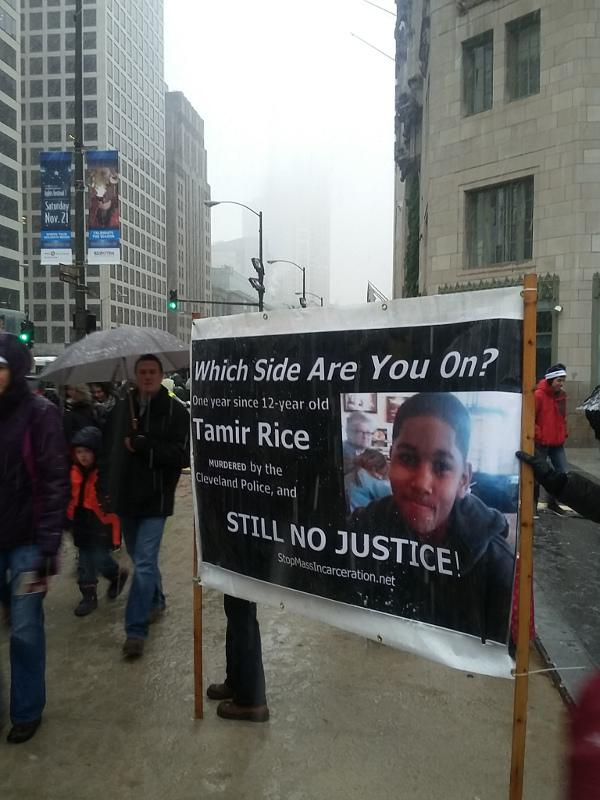 Saturday
Nov. 21
Which Side Are You On?
One year since 12-year old
Tamir Rice
MURDERED by the
Cleveland Police, and
STILL NO JUSTICE!
StopMassIncarceration.net